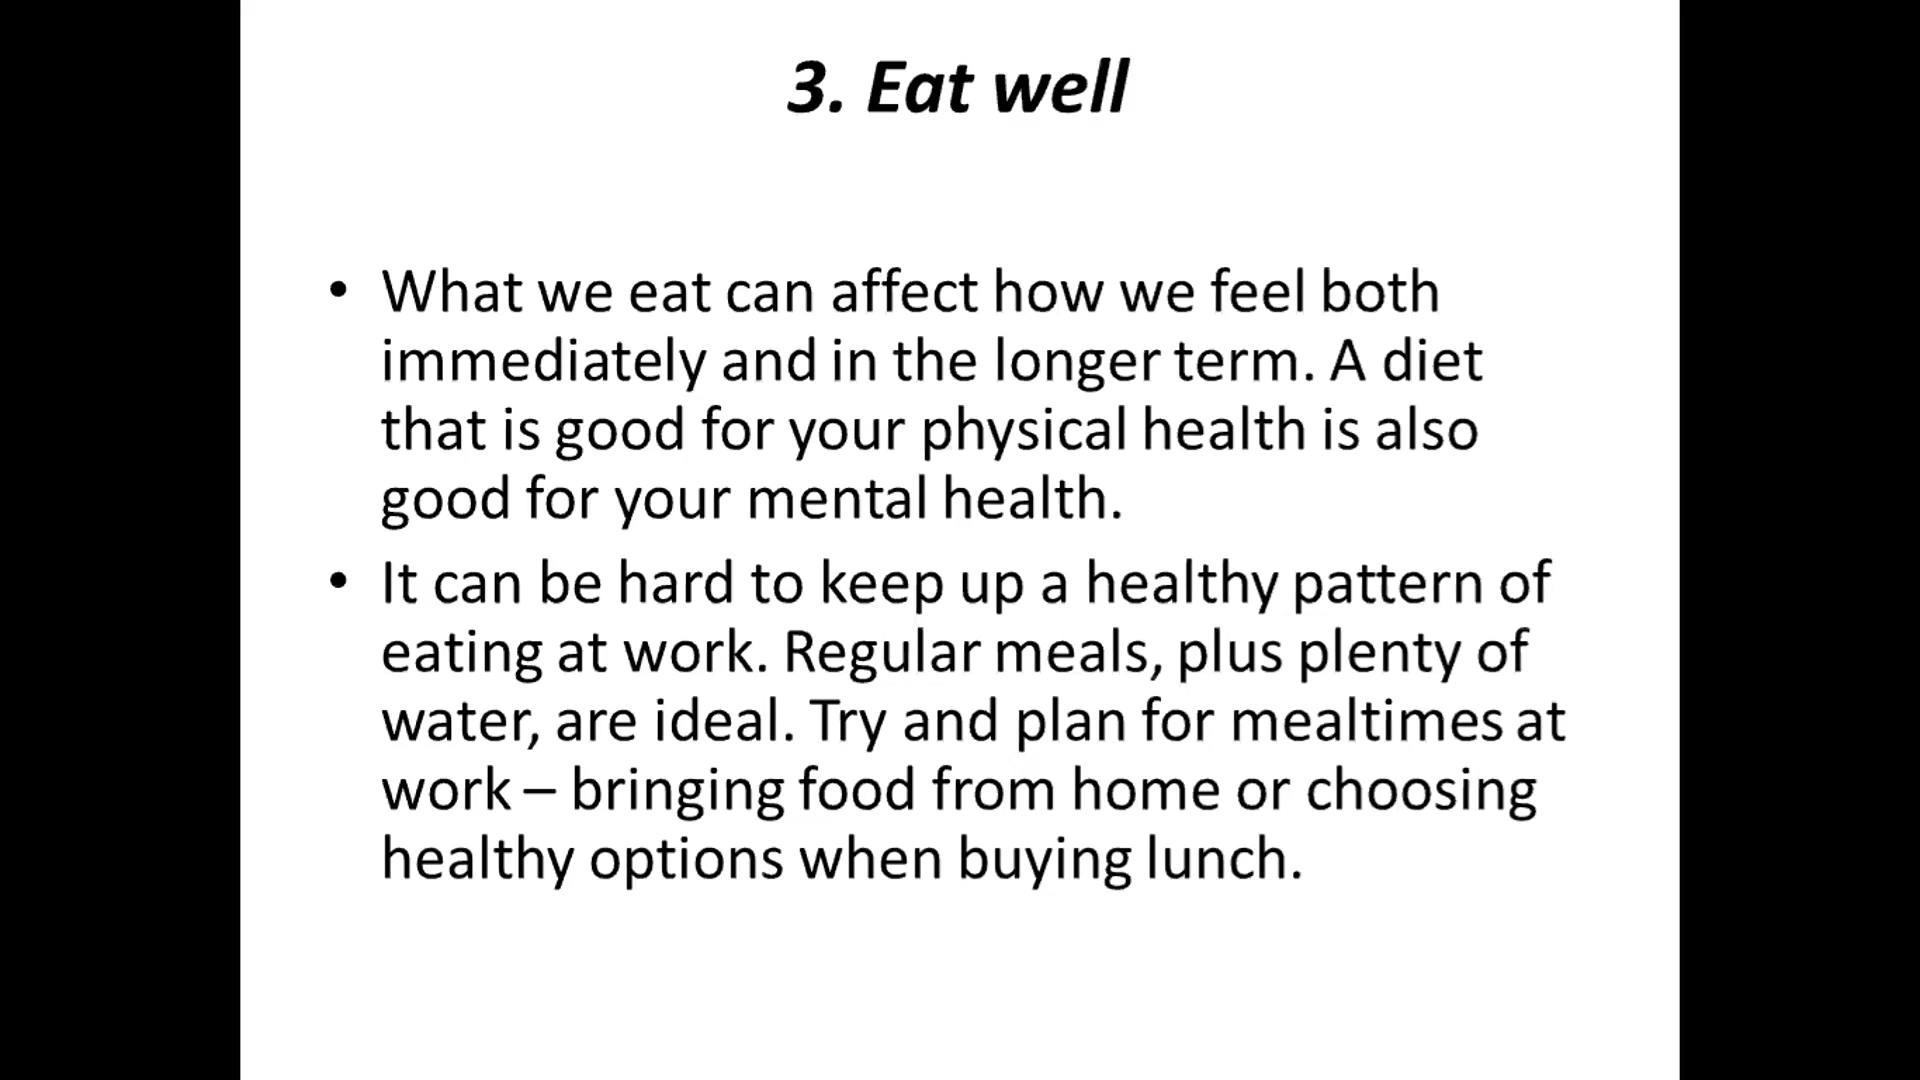 3. Eat well
• What we eat can affect how we feel both
immediately and in the longer term. A diet
that is good for your physical health is also
good for your mental health.
• It can be hard to keep up a healthy pattern of
eating at work. Regular meals, plus plenty of
water, are ideal. Try and plan for mealtimes at
work – bringing food from home or choosing
healthy options when buying lunch.